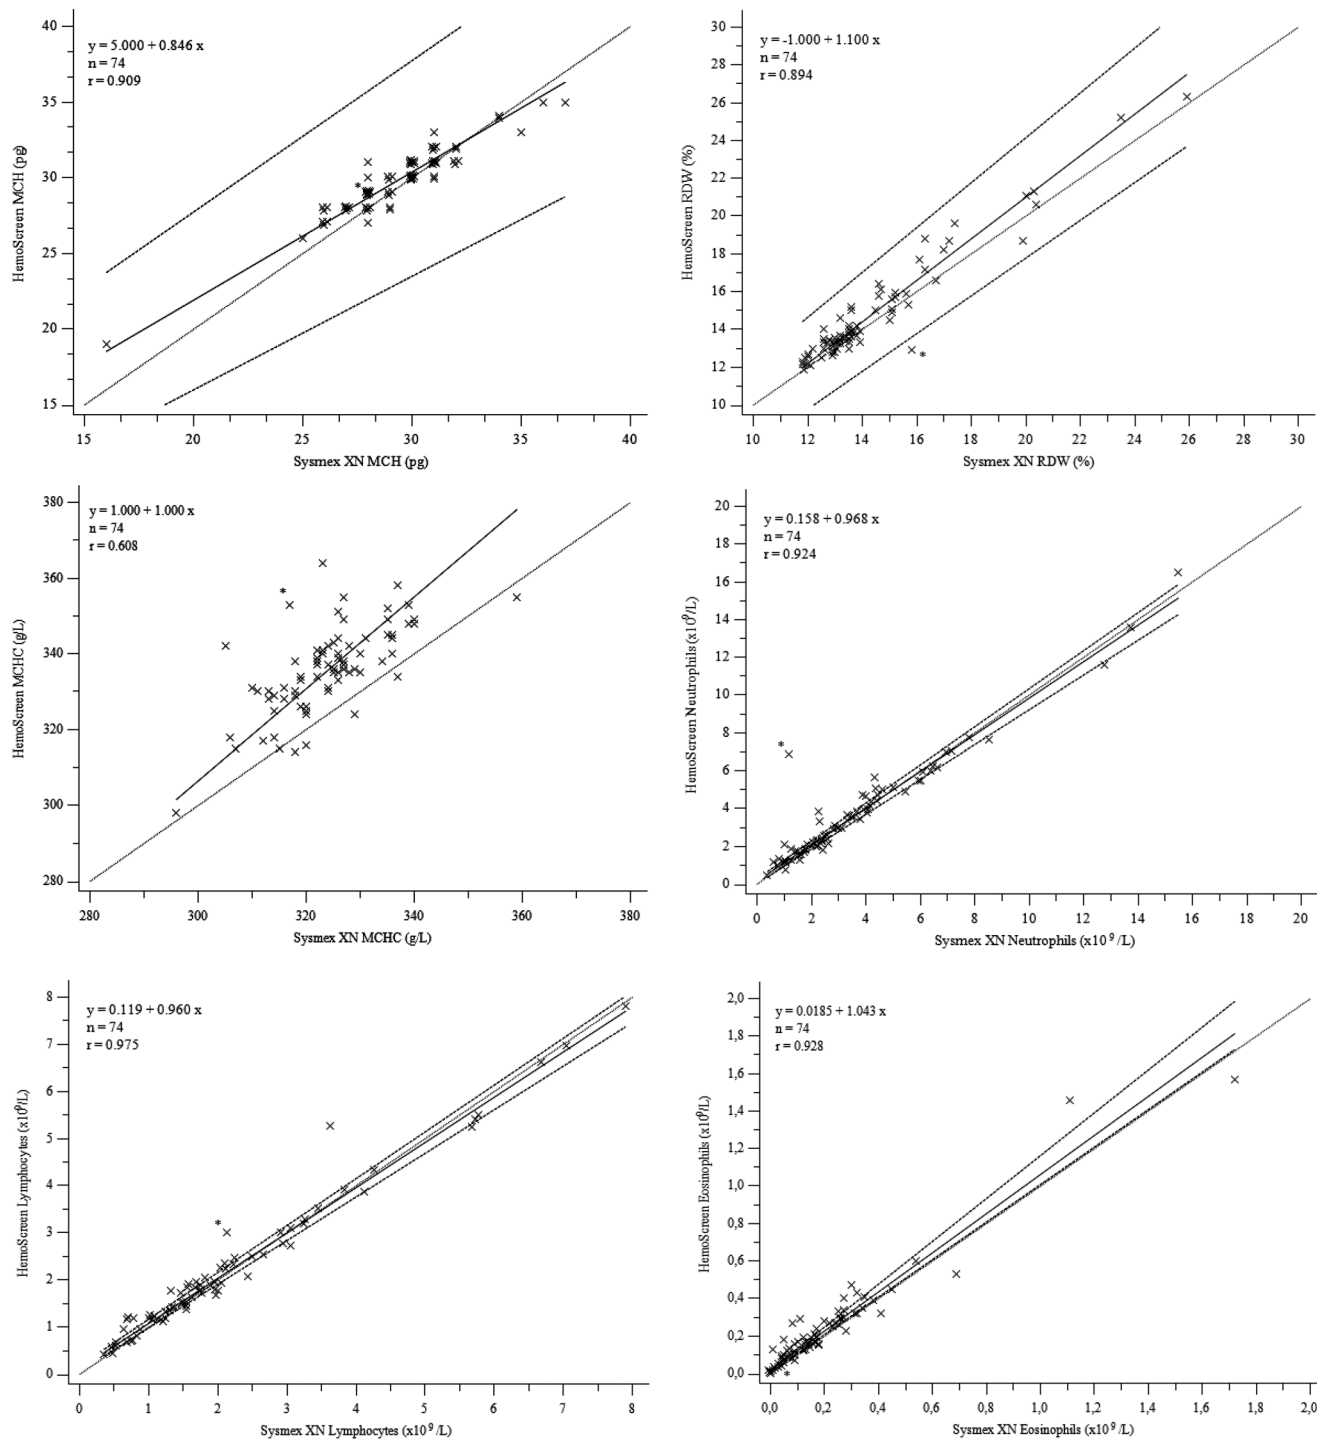 40
35
30
25
20
15
HemoScreen MCH (pg)
y = 5.000 + 0.846 x
n = 74
r = 0.909
*
15 20 25 30 35 40
Sysmex XN MCH (pg)
30
28
26
24
22
20
18
16
14
12
10
HemoScreen RDW (%)
y = -1.000 + 1.100 x
n = 74
r = 0.894
*
10 12 14 16 18 20 22 24 26 28 30
Sysmex XN RDW (%)
380
360
340
320
300
280
HemoScreen MCHC (g/L)
y = 1.000 + 1.000 x
n = 74
r = 0.608
*
280 300 320 340 360 380
Sysmex XN MCHC (g/L)
20
18
16
14
12
10
8
6
4
2
0
HemoScreen Neutrophils (x10⁹/L)
y = 0.158 + 0.968 x
n = 74
r = 0.924
*
0 2 4 6 8 10 12 14 16 18 20
Sysmex XN Neutrophils (x10⁹/L)
8
7
6
5
4
3
2
1
0
HemoScreen Lymphocytes (x10⁹/L)
y = 0.119 + 0.960 x
n = 74
r = 0.975
*
0 1 2 3 4 5 6 7 8
Sysmex XN Lymphocytes (x10⁹/L)
2,0
1,8
1,6
1,4
1,2
1,0
0,8
0,6
0,4
0,2
0,0
HemoScreen Eosinophils (x10⁹/L)
y = 0.0185 + 1.043 x
n = 74
r = 0.928
*
0,0 0,2 0,4 0,6 0,8 1,0 1,2 1,4 1,6 1,8 2,0
Sysmex XN Eosinophils (x10⁹/L)